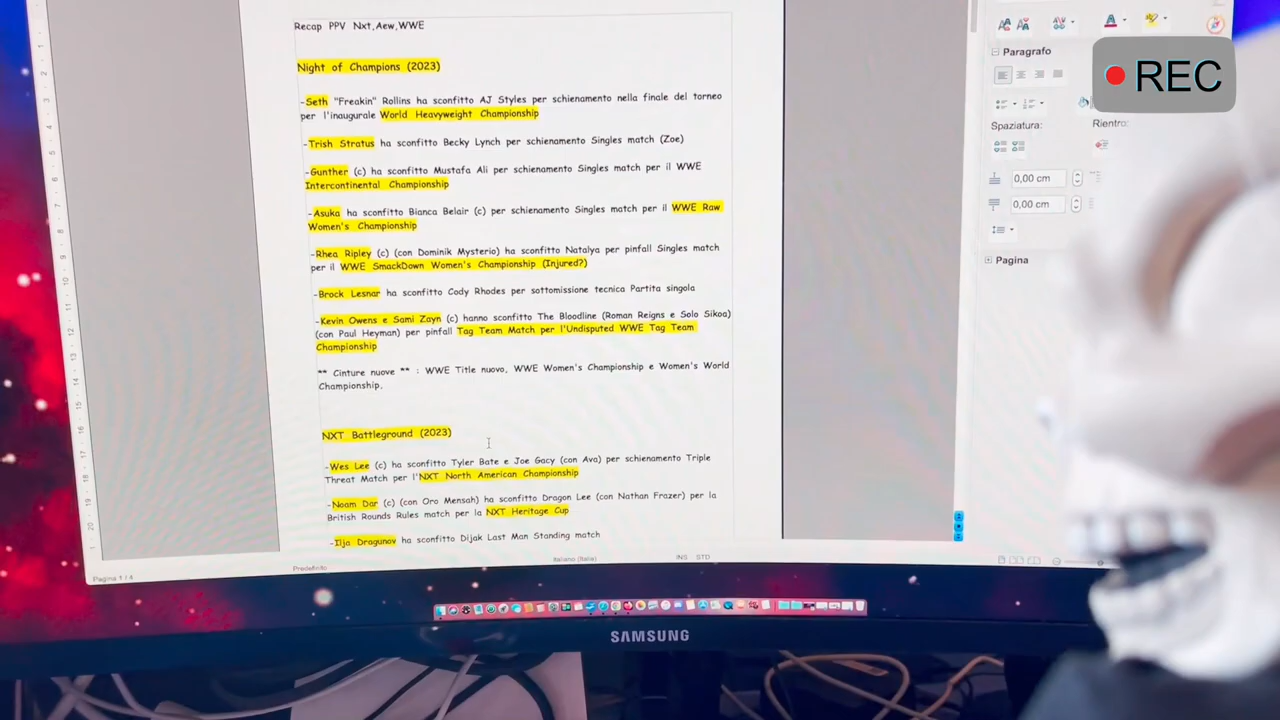 Recap PPV Nxt,Aew,WWE
Night of Champions (2023)
-Seth "Freakin" Rollins ha sconfitto AJ Styles per schienamento nella finale del torneo
per l'inaugurale World Heavyweight Championship
-Trish Stratus ha sconfitto Becky Lynch per schienamento Singles match (Zoe)
-Gunther (c) ha sconfitto Mustafa Ali per schienamento Singles match per il WWE
Intercontinental Championship
-Asuka ha sconfitto Bianca Belair (c) per schienamento Singles match per il WWE Raw
Women's Championship
-Rhea Ripley (c) (con Dominik Mysterio) ha sconfitto Natalya per pinfall Singles match
per il WWE SmackDown Women's Championship (Injured?)
-Brock Lesnar ha sconfitto Cody Rhodes per sottomissione tecnica Partita singola
-Kevin Owens e Sami Zayn (c) hanno sconfitto The Bloodline (Roman Reigns e Solo Sikoa)
(con Paul Heyman) per pinfall Tag Team Match per l'Undisputed WWE Tag Team
Championship
** Cinture nuove ** : WWE Title nuovo, WWE Women's Championship e Women's World
Championship.
NXT Battleground (2023)
-Wes Lee (c) ha sconfitto Tyler Bate e Joe Gacy (con Ava) per schienamento Triple
Threat Match per l'NXT North American Championship
-Noam Dar (c) (con Oro Mensah) ha sconfitto Dragon Lee (con Nathan Frazer) per la
British Rounds Rules match per la NXT Heritage Cup
-Ilja Dragunov ha sconfitto Dijak Last Man Standing match
Pagina 1 / 4
Predefinito
Italiano (Italia)
INS STD
Paragrafo
Spaziatura:
Rientro:
0,00 cm
0,00 cm
Pagina
REC
SAMSUNG